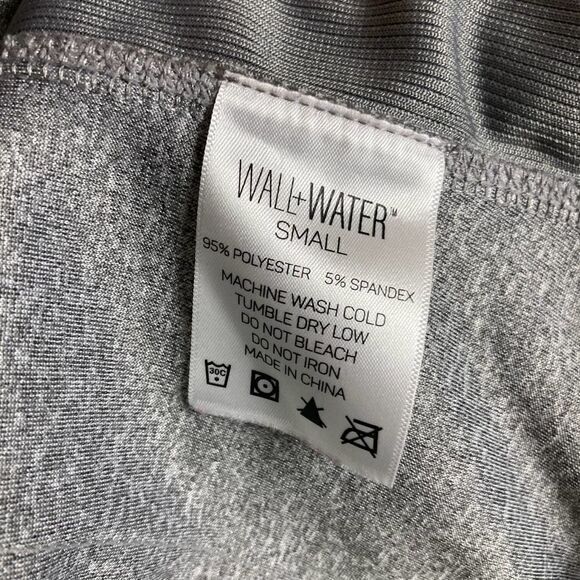 WALL+WATER™
SMALL
95% POLYESTER 5% SPANDEX
MACHINE WASH COLD
TUMBLE DRY LOW
DO NOT BLEACH
DO NOT IRON
MADE IN CHINA
30C